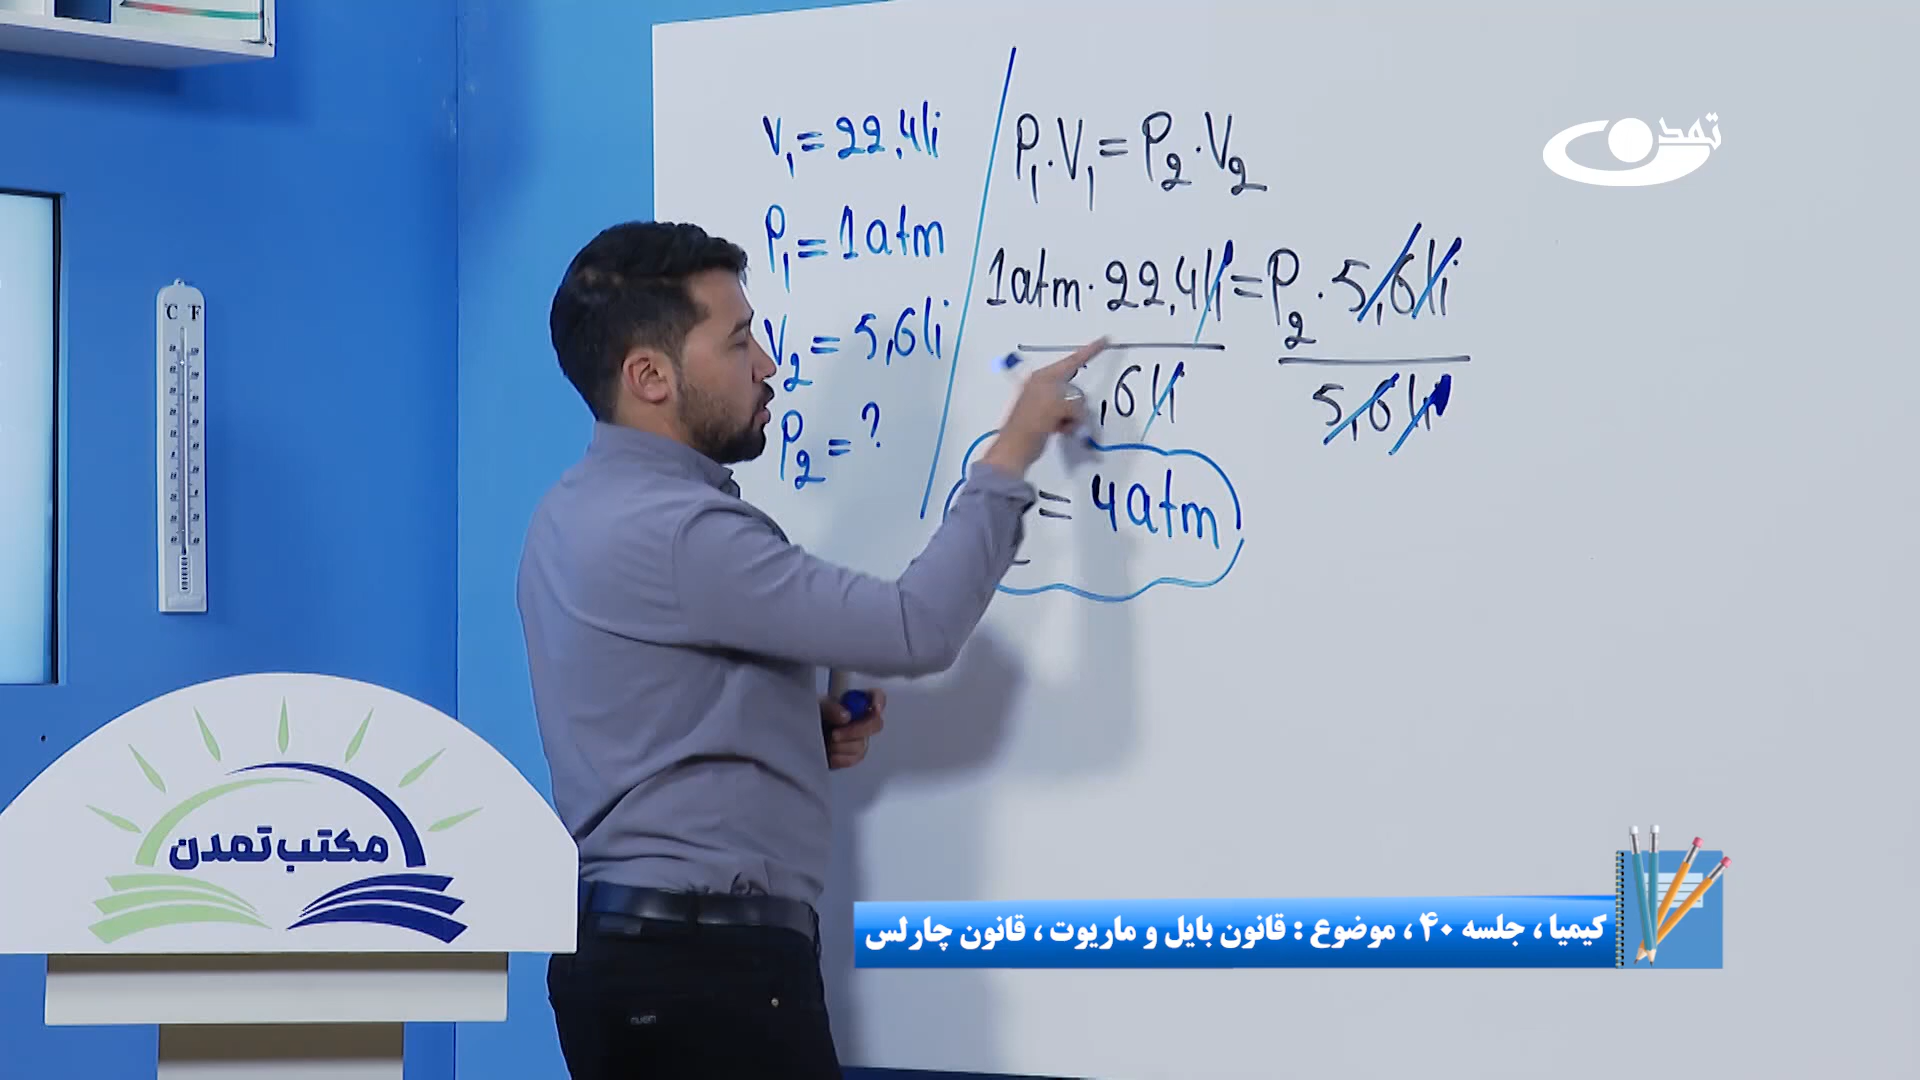 V₁ = 22,4li
P₁ = 1atm
V₂ = 5,6li
P₂ = ?
P₁ · V₁ = P₂ · V₂
1atm · 22,4li = P₂ · 5,6li
,6li
5,6li
= 4atm
تمدن
°C °F
مکتب تمدن
کیمیا ، جلسه ۴۰ ، موضوع : قانون بایل و ماریوت ، قانون چارلس